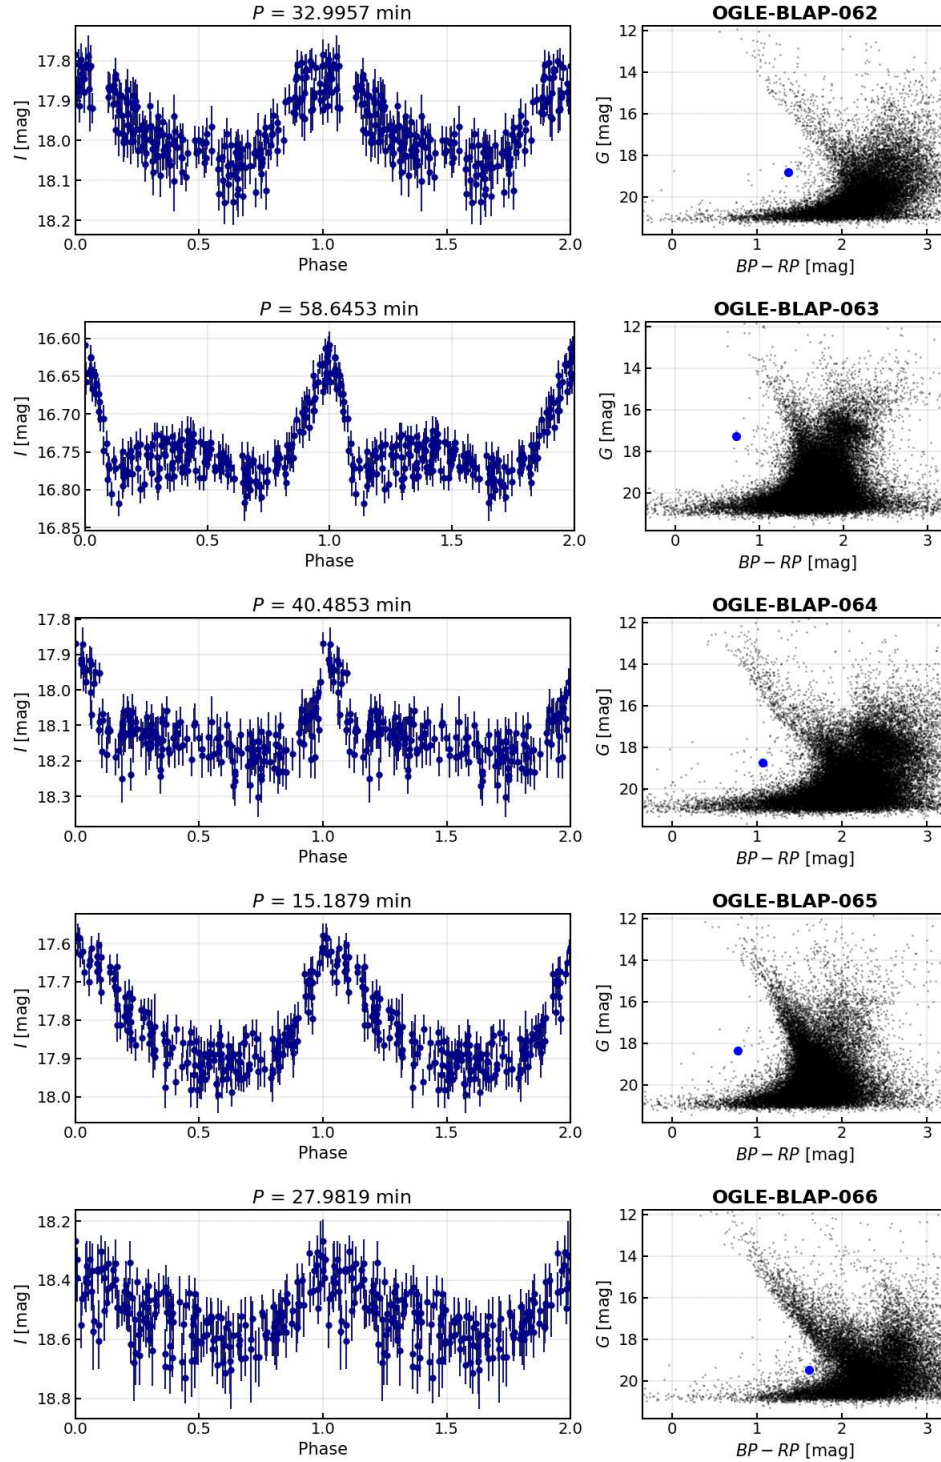 P = 32.9957 min
OGLE-BLAP-062
17.8
17.9
18.0
18.1
18.2
I [mag]
0.0 0.5 1.0 1.5 2.0
Phase
12
14
16
18
20
G [mag]
0 1 2 3
BP − RP [mag]
P = 58.6453 min
OGLE-BLAP-063
16.60
16.65
16.70
16.75
16.80
16.85
I [mag]
0.0 0.5 1.0 1.5 2.0
Phase
12
14
16
18
20
G [mag]
0 1 2 3
BP − RP [mag]
P = 40.4853 min
OGLE-BLAP-064
17.8
17.9
18.0
18.1
18.2
18.3
I [mag]
0.0 0.5 1.0 1.5 2.0
Phase
12
14
16
18
20
G [mag]
0 1 2 3
BP − RP [mag]
P = 15.1879 min
OGLE-BLAP-065
17.6
17.7
17.8
17.9
18.0
I [mag]
0.0 0.5 1.0 1.5 2.0
Phase
12
14
16
18
20
G [mag]
0 1 2 3
BP − RP [mag]
P = 27.9819 min
OGLE-BLAP-066
18.2
18.4
18.6
18.8
I [mag]
0.0 0.5 1.0 1.5 2.0
Phase
12
14
16
18
20
G [mag]
0 1 2 3
BP − RP [mag]